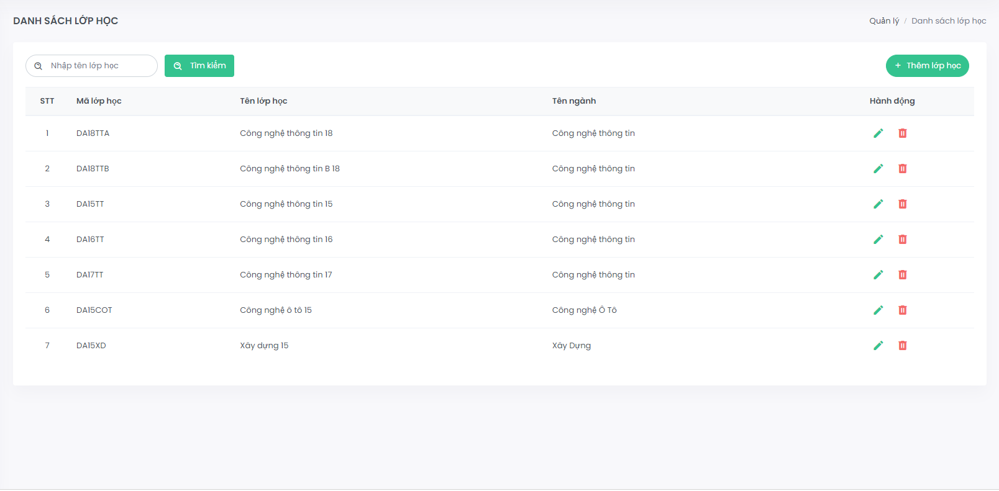 DANH SÁCH LỚP HỌC
Quản lý / Danh sách lớp học
Nhập tên lớp học
Tìm kiếm
+ Thêm lớp học
STT Mã lớp học Tên lớp học Tên ngành Hành động
1 DA18TTA Công nghệ thông tin 18 Công nghệ thông tin
2 DA18TTB Công nghệ thông tin B 18 Công nghệ thông tin
3 DA15TT Công nghệ thông tin 15 Công nghệ thông tin
4 DA16TT Công nghệ thông tin 16 Công nghệ thông tin
5 DA17TT Công nghệ thông tin 17 Công nghệ thông tin
6 DA15COT Công nghệ ô tô 15 Công nghệ Ô Tô
7 DA15XD Xây dựng 15 Xây Dựng